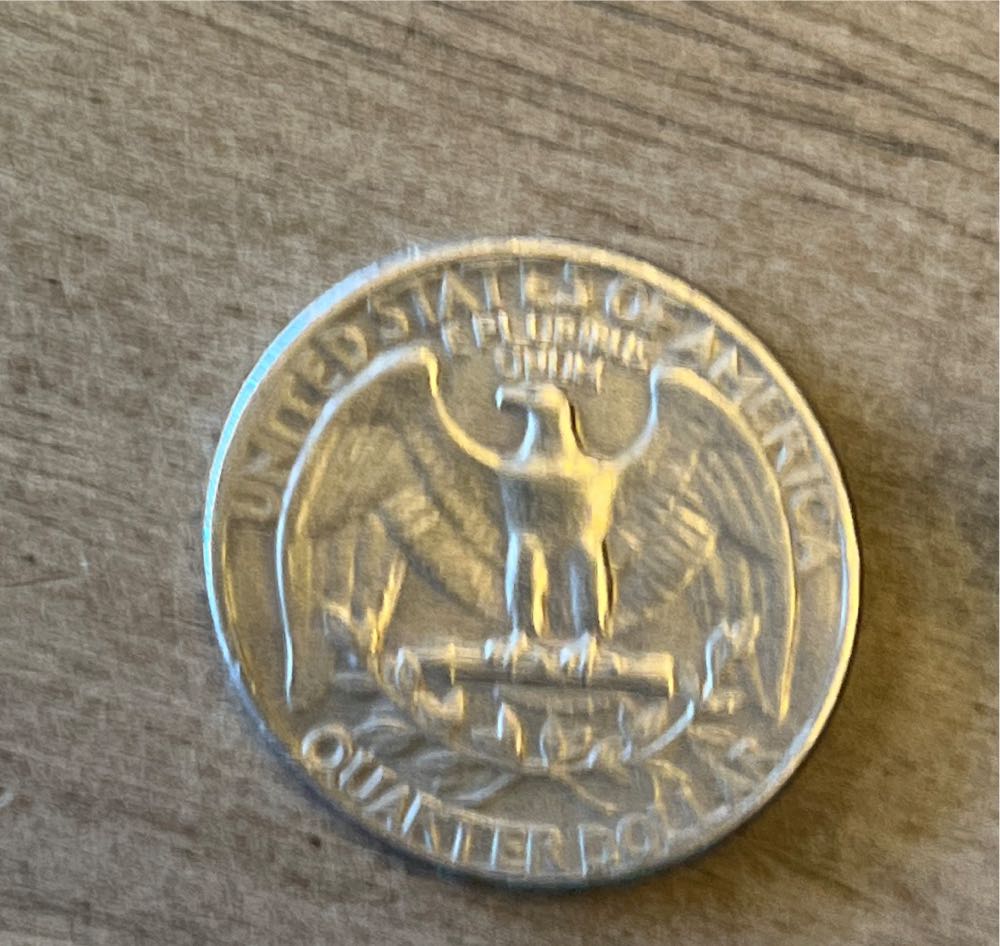 UNITED STATES OF AMERICA
E PLURIBUS
UNUM
QUARTER DOLLAR